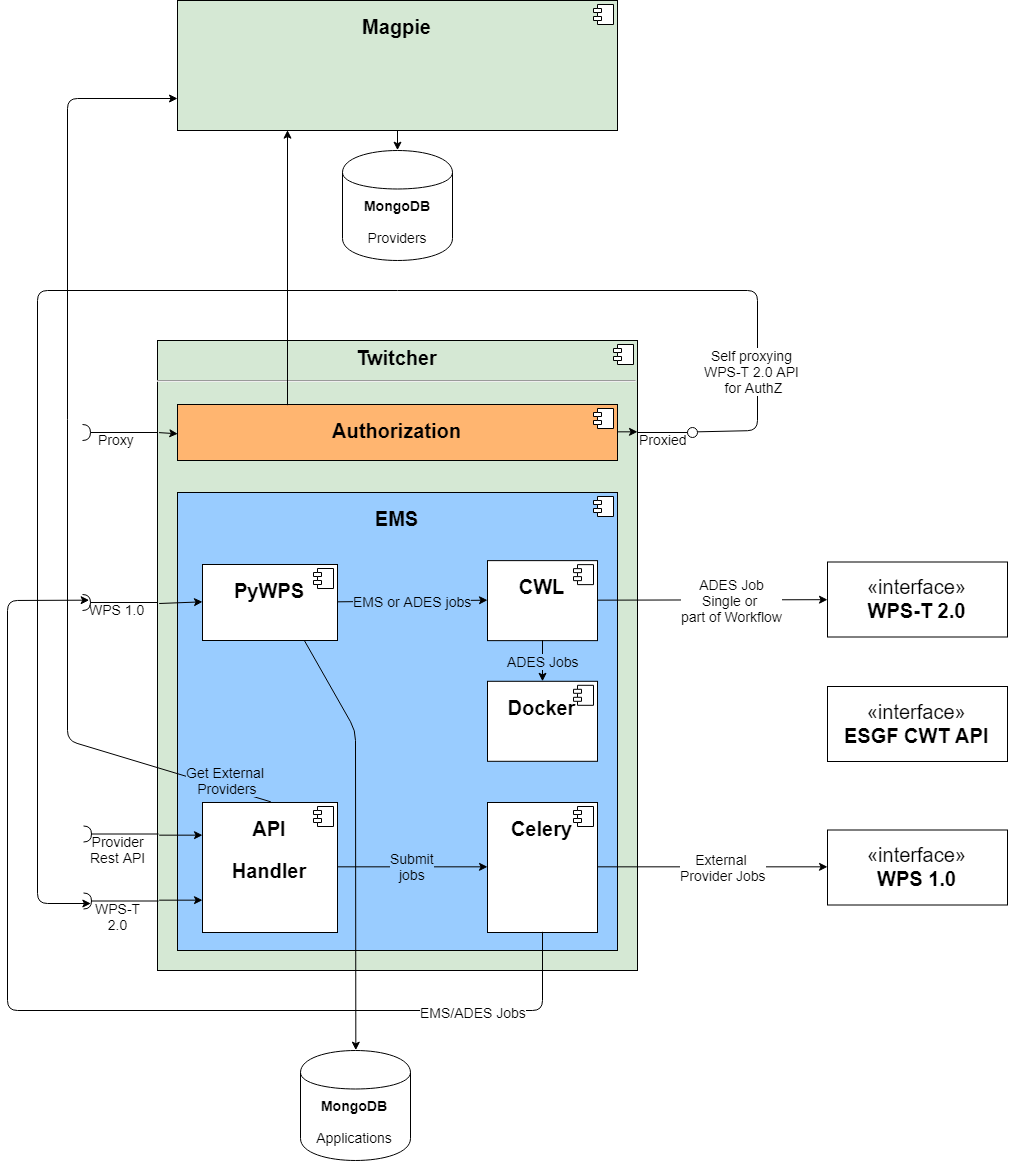 Magpie
MongoDB
Providers
Self proxying
WPS-T 2.0 API
for AuthZ
Twitcher
Authorization
Proxy
Proxied
EMS
PyWPS
EMS or ADES jobs
CWL
WPS 1.0
ADES Job
Single or
part of Workflow
«interface»
WPS-T 2.0
ADES Jobs
Docker
«interface»
ESGF CWT API
Get External
Providers
API
Handler
Provider
Rest API
WPS-T
2.0
Submit
jobs
Celery
External
Provider Jobs
«interface»
WPS 1.0
EMS/ADES Jobs
MongoDB
Applications